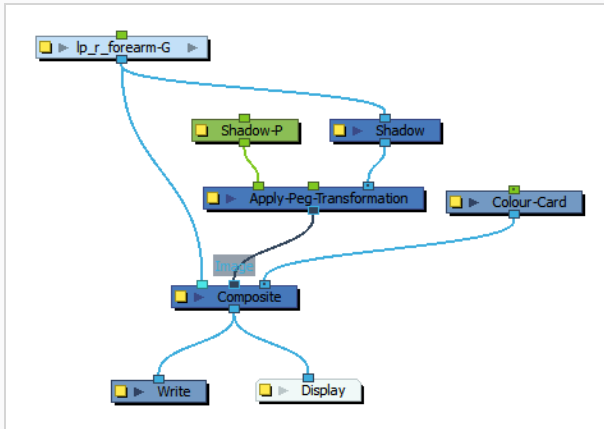 lp_r_forearm-G
Shadow-P
Shadow
Apply-Peg-Transformation
Colour-Card
Image
Composite
Write
Display